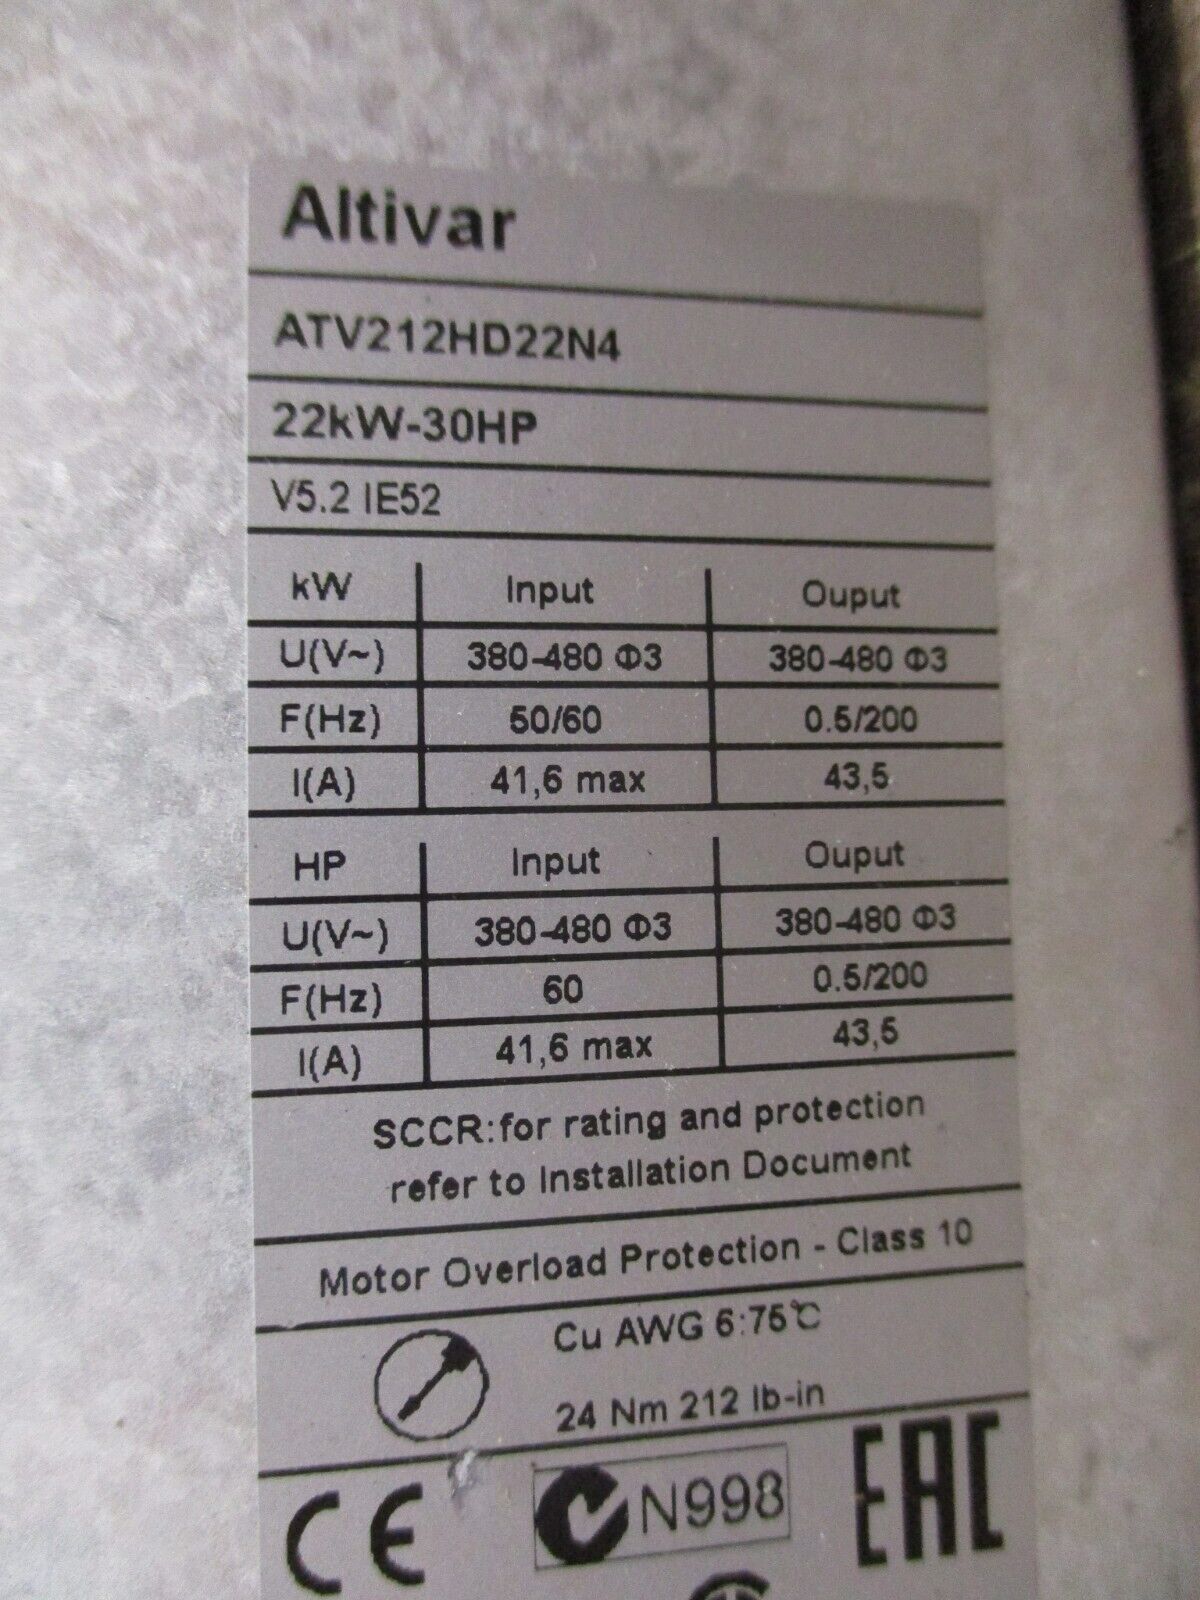 Altivar
ATV212HD22N4
22kW-30HP
V5.2 IE52
kW Input Ouput
U(V~) 380-480 Φ3 380-480 Φ3
F(Hz) 50/60 0.5/200
I(A) 41,6 max 43,5
HP Input Ouput
U(V~) 380-480 Φ3 380-480 Φ3
F(Hz) 60 0.5/200
I(A) 41,6 max 43,5
SCCR:for rating and protection
refer to Installation Document
Motor Overload Protection - Class 10
Cu AWG 6:75℃
24 Nm 212 lb-in
CE N998 EAC